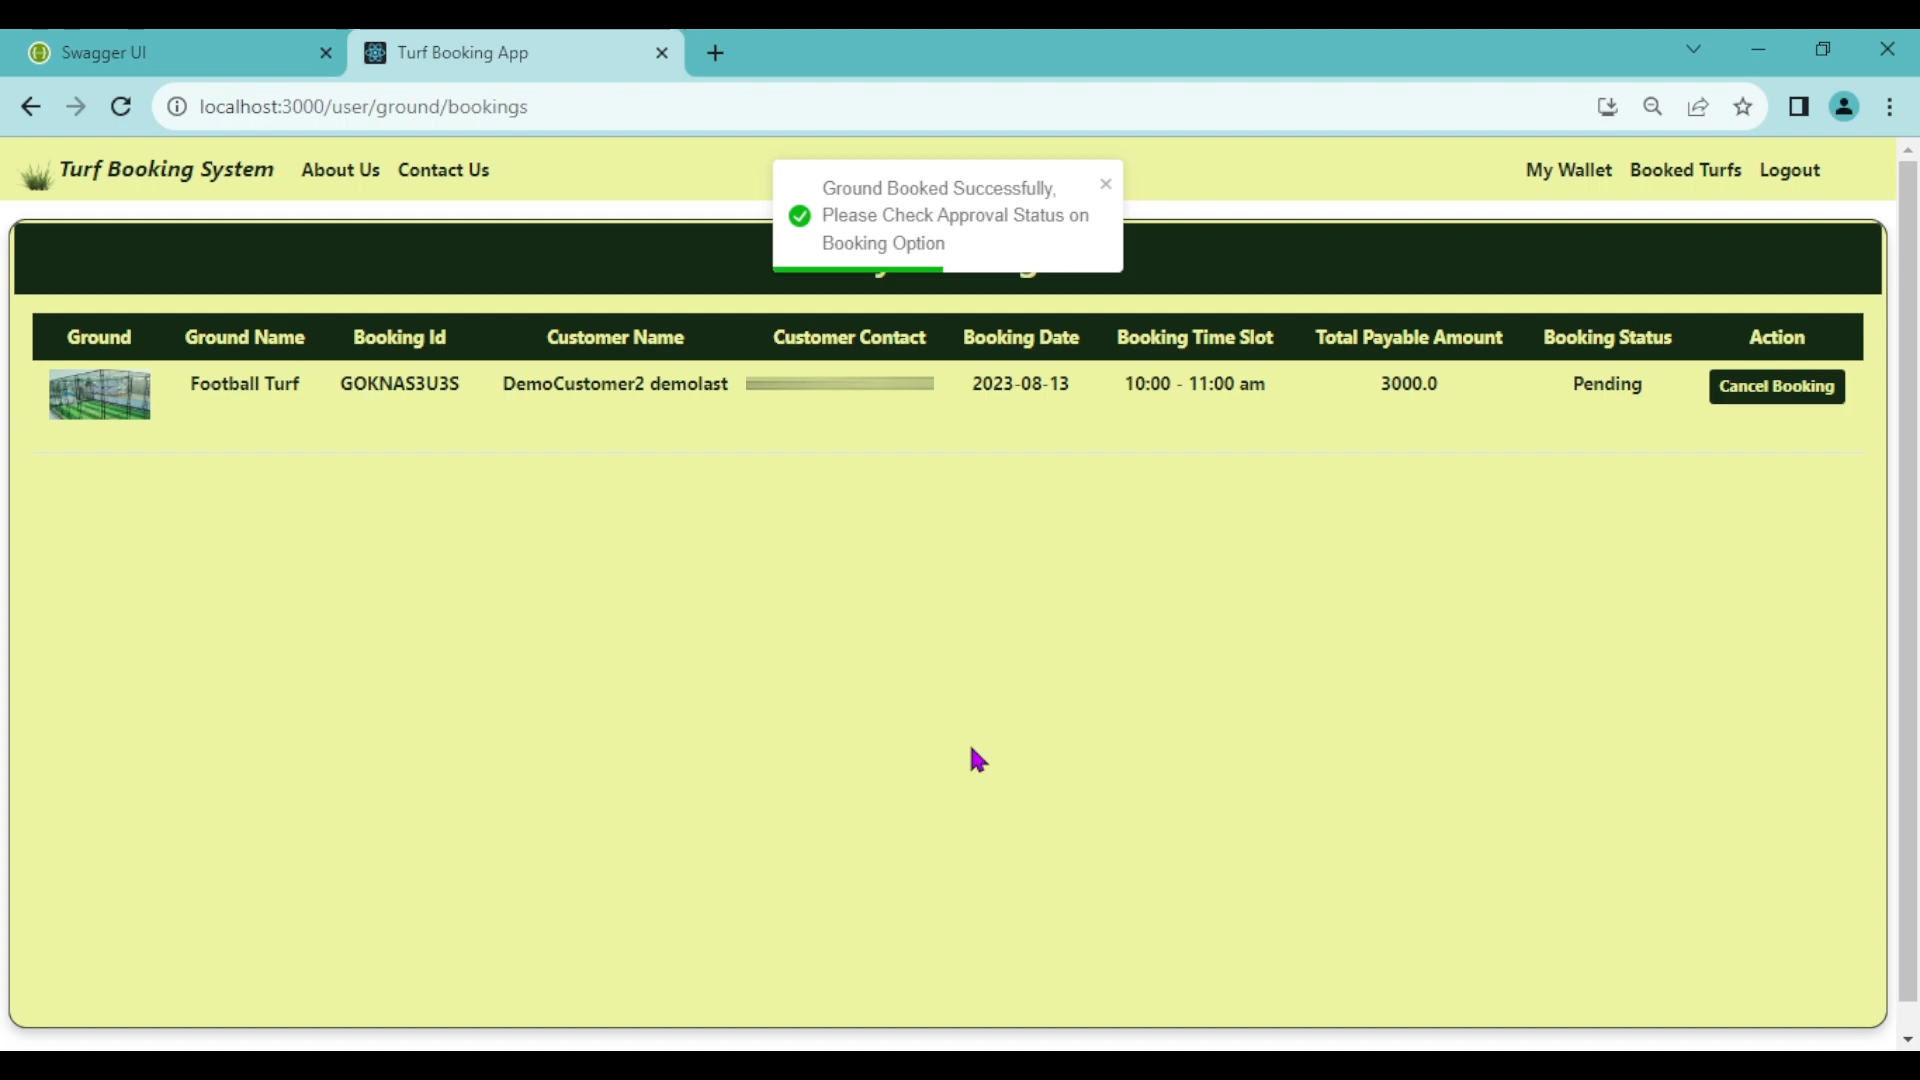 Swagger UI
Turf Booking App
localhost:3000/user/ground/bookings
Turf Booking System About Us Contact Us My Wallet Booked Turfs Logout
Ground Booked Successfully,
Please Check Approval Status on
Booking Option
Ground Ground Name Booking Id Customer Name Customer Contact Booking Date Booking Time Slot Total Payable Amount Booking Status Action
Football Turf GOKNAS3U3S DemoCustomer2 demolast 2023-08-13 10:00 - 11:00 am 3000.0 Pending Cancel Booking